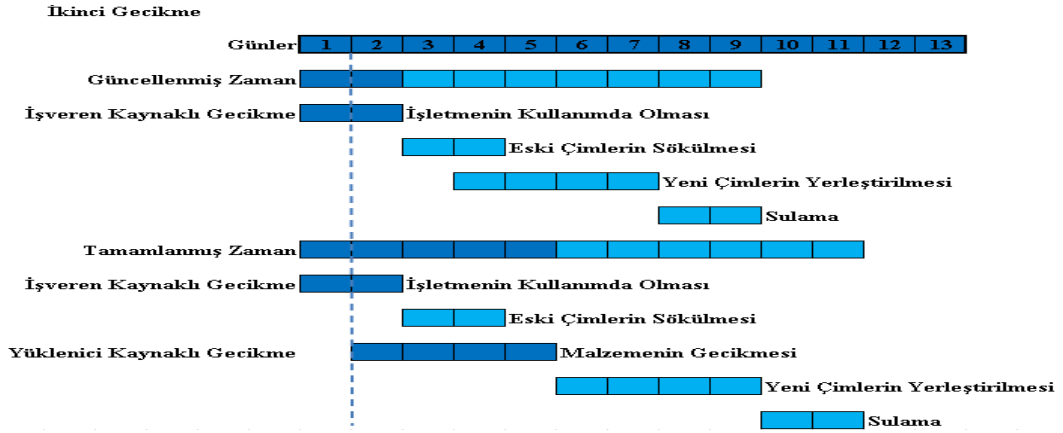 İkinci Gecikme
Günler 1 2 3 4 5 6 7 8 9 10 11 12 13
Güncellenmiş Zaman
İşveren Kaynaklı Gecikme İşletmenin Kullanımda Olması
Eski Çimlerin Sökülmesi
Yeni Çimlerin Yerleştirilmesi
Sulama
Tamamlanmış Zaman
İşveren Kaynaklı Gecikme İşletmenin Kullanımda Olması
Eski Çimlerin Sökülmesi
Yüklenici Kaynaklı Gecikme Malzemenin Gecikmesi
Yeni Çimlerin Yerleştirilmesi
Sulama